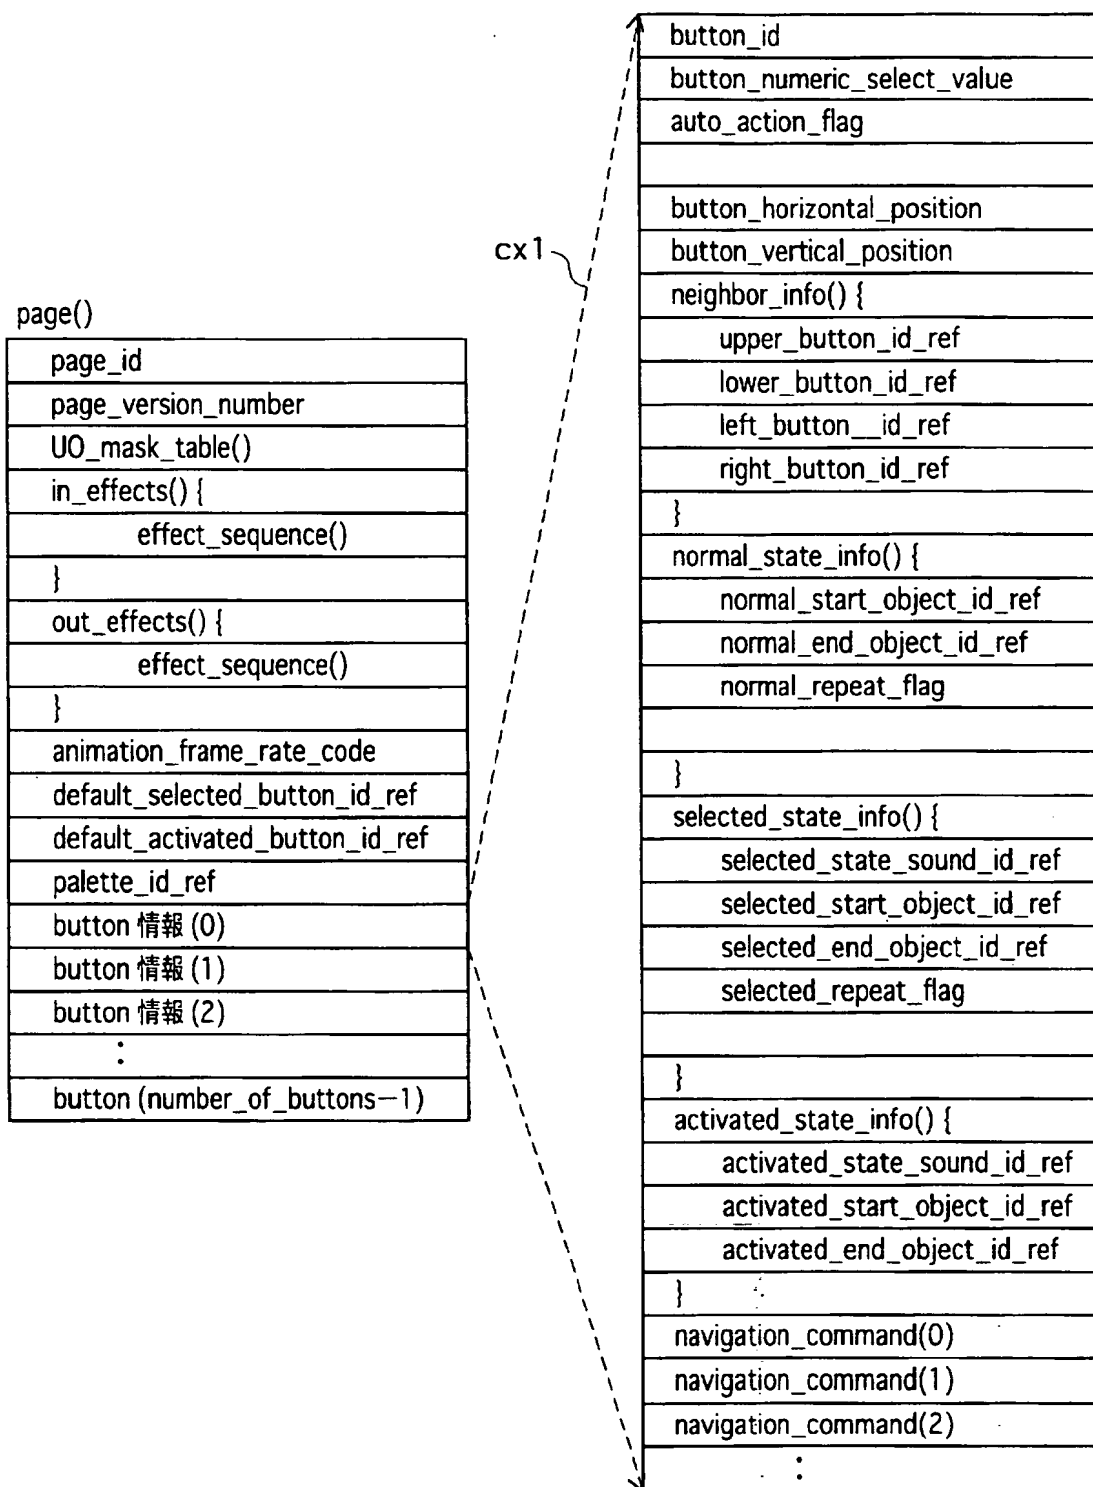 page()
page_id
page_version_number
UO_mask_table()
in_effects() {
effect_sequence()
}
out_effects() {
effect_sequence()
}
animation_frame_rate_code
default_selected_button_id_ref
default_activated_button_id_ref
palette_id_ref
button 情報 (0)
button 情報 (1)
button 情報 (2)
:
button (number_of_buttons−1)
cx1
button_id
button_numeric_select_value
auto_action_flag
button_horizontal_position
button_vertical_position
neighbor_info() {
upper_button_id_ref
lower_button_id_ref
left_button__id_ref
right_button_id_ref
}
normal_state_info() {
normal_start_object_id_ref
normal_end_object_id_ref
normal_repeat_flag
}
selected_state_info() {
selected_state_sound_id_ref
selected_start_object_id_ref
selected_end_object_id_ref
selected_repeat_flag
}
activated_state_info() {
activated_state_sound_id_ref
activated_start_object_id_ref
activated_end_object_id_ref
}
navigation_command(0)
navigation_command(1)
navigation_command(2)
: